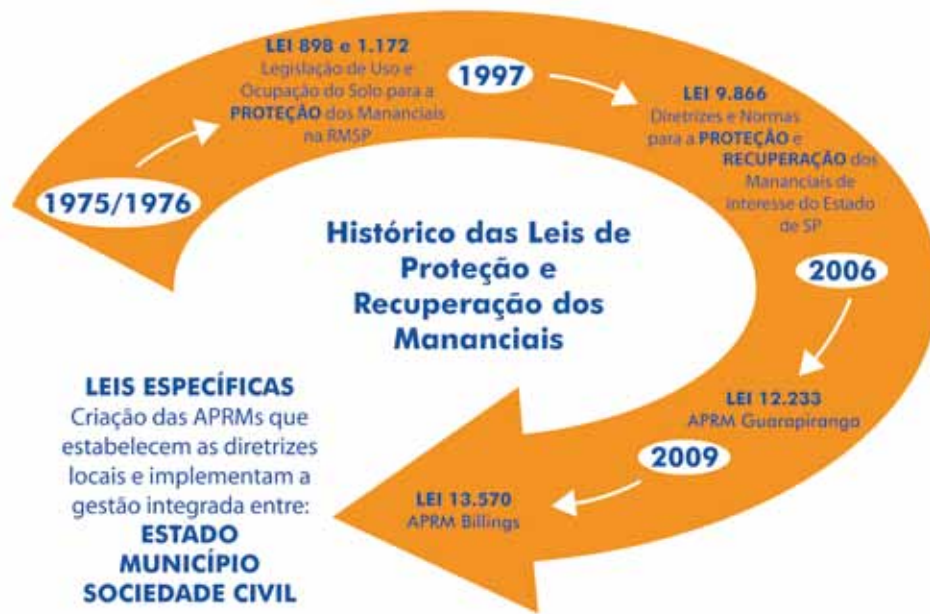 1975/1976
LEI 898 e 1.172
Legislação de Uso e
Ocupação do Solo para a
PROTEÇÃO dos Mananciais
na RMSP
1997
LEI 9.866
Diretrizes e Normas
para a PROTEÇÃO e
RECUPERAÇÃO dos
Mananciais de
interesse do Estado
de SP
2006
LEI 12.233
APRM Guarapiranga
2009
LEI 13.570
APRM Billings
Histórico das Leis de
Proteção e
Recuperação dos
Mananciais
LEIS ESPECÍFICAS
Criação das APRMs que
estabelecem as diretrizes
locais e implementam a
gestão integrada entre:
ESTADO
MUNICÍPIO
SOCIEDADE CIVIL